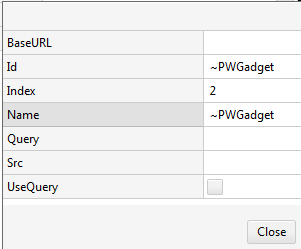 BaseURL
Id ~PWGadget
Index 2
Name ~PWGadget
Query
Src
UseQuery
Close